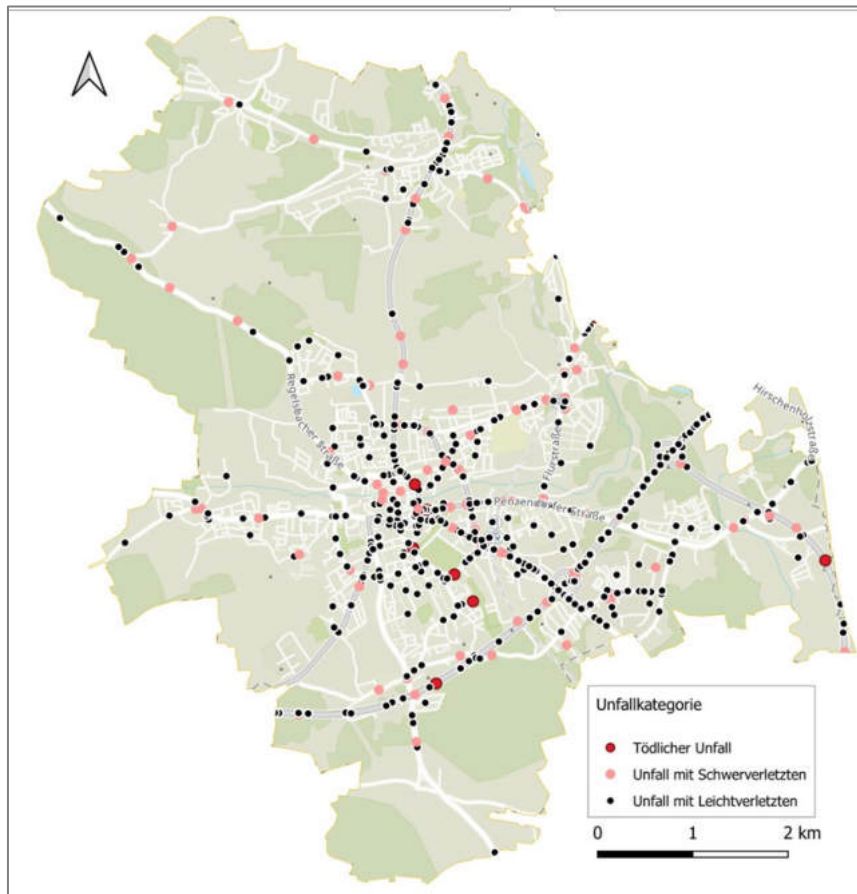 Hirschenholzstraße
Regelsbacher Straße
Flurstraße
Penzendorfer Straße
Unfallkategorie
Tödlicher Unfall
Unfall mit Schwerverletzten
Unfall mit Leichtverletzten
0 1 2 km